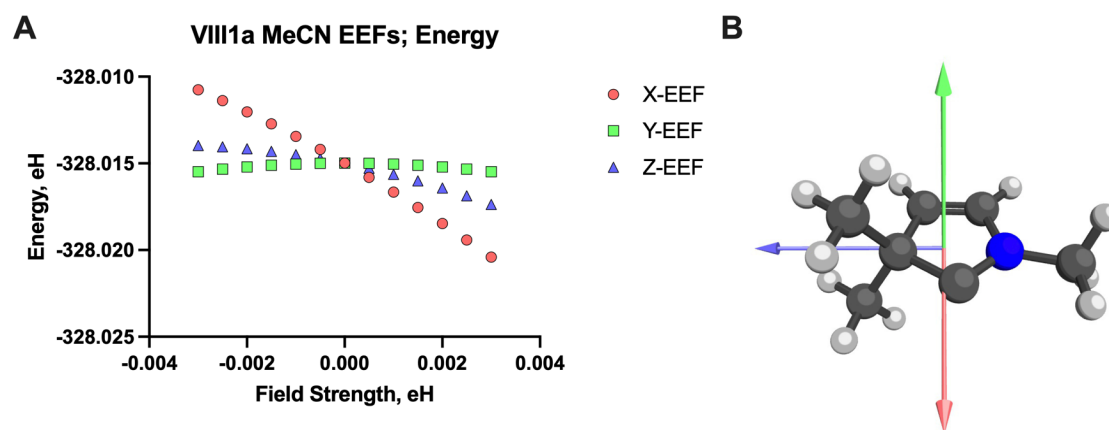 A
VIII1a MeCN EEFs; Energy
B
-328.010
-328.015
-328.020
-328.025
Energy, eH
-0.004
-0.002
0.000
0.002
0.004
Field Strength, eH
X-EEF
Y-EEF
Z-EEF